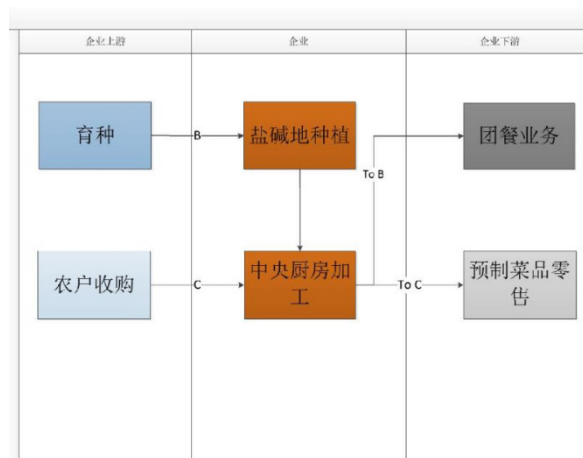 企业上游
企业
企业下游
育种
B
盐碱地种植
团餐业务
To B
农户收购
C
中央厨房加
工
To C
预制菜品零
售